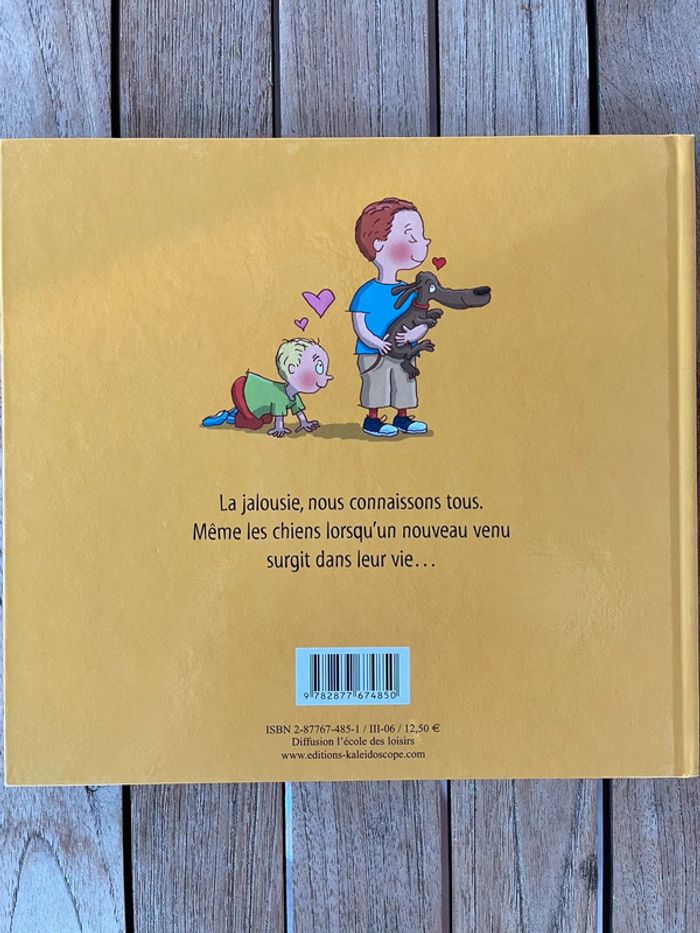 La jalousie, nous connaissons tous.
Même les chiens lorsqu'un nouveau venu
surgit dans leur vie...
9 782877 674850
ISBN 2-87767-485-1 / III-06 / 12,50 €
Diffusion l'école des loisirs
www.editions-kaleidoscope.com